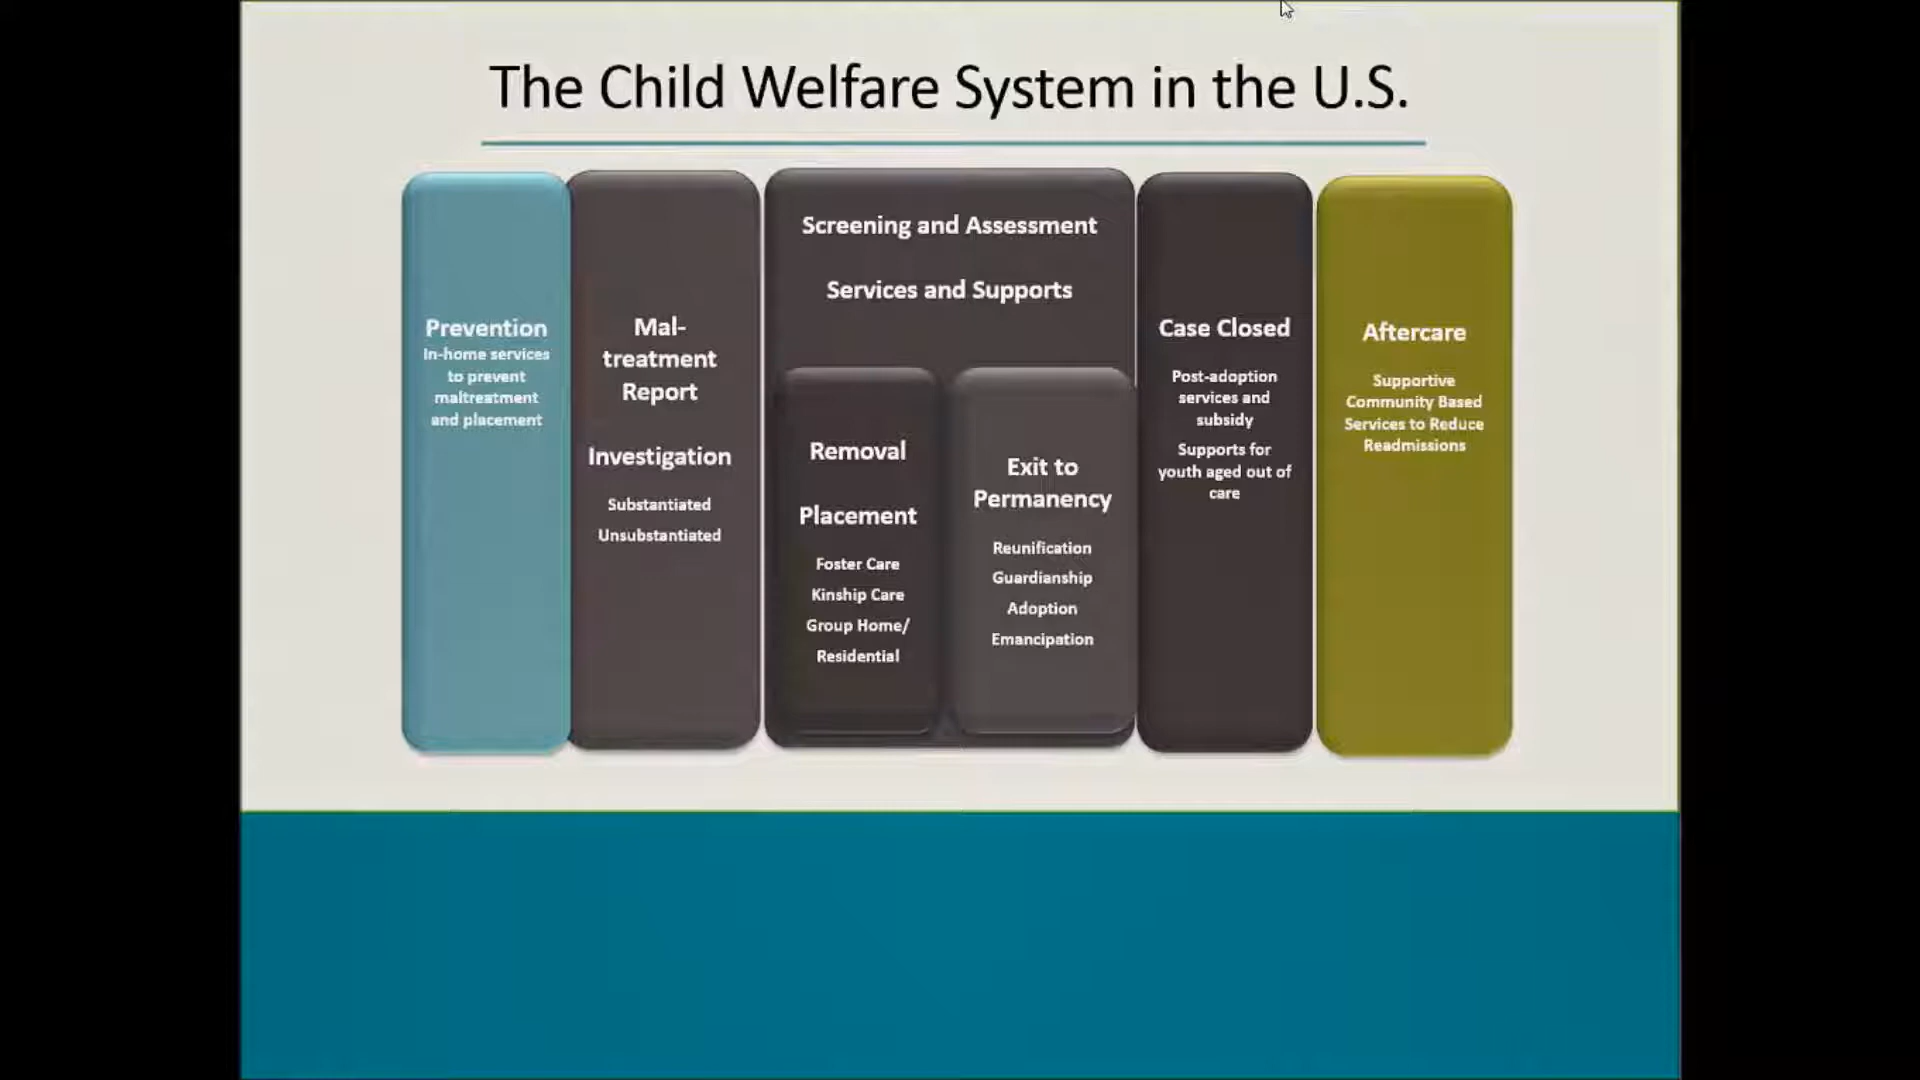 The Child Welfare System in the U.S.
Prevention
In-home services
to prevent
maltreatment
and placement
Mal-
treatment
Report
Investigation
Substantiated
Unsubstantiated
Screening and Assessment
Services and Supports
Removal
Placement
Foster Care
Kinship Care
Group Home/
Residential
Exit to
Permanency
Reunification
Guardianship
Adoption
Emancipation
Case Closed
Post-adoption
services and
subsidy
Supports for
youth aged out of
care
Aftercare
Supportive
Community Based
Services to Reduce
Readmissions